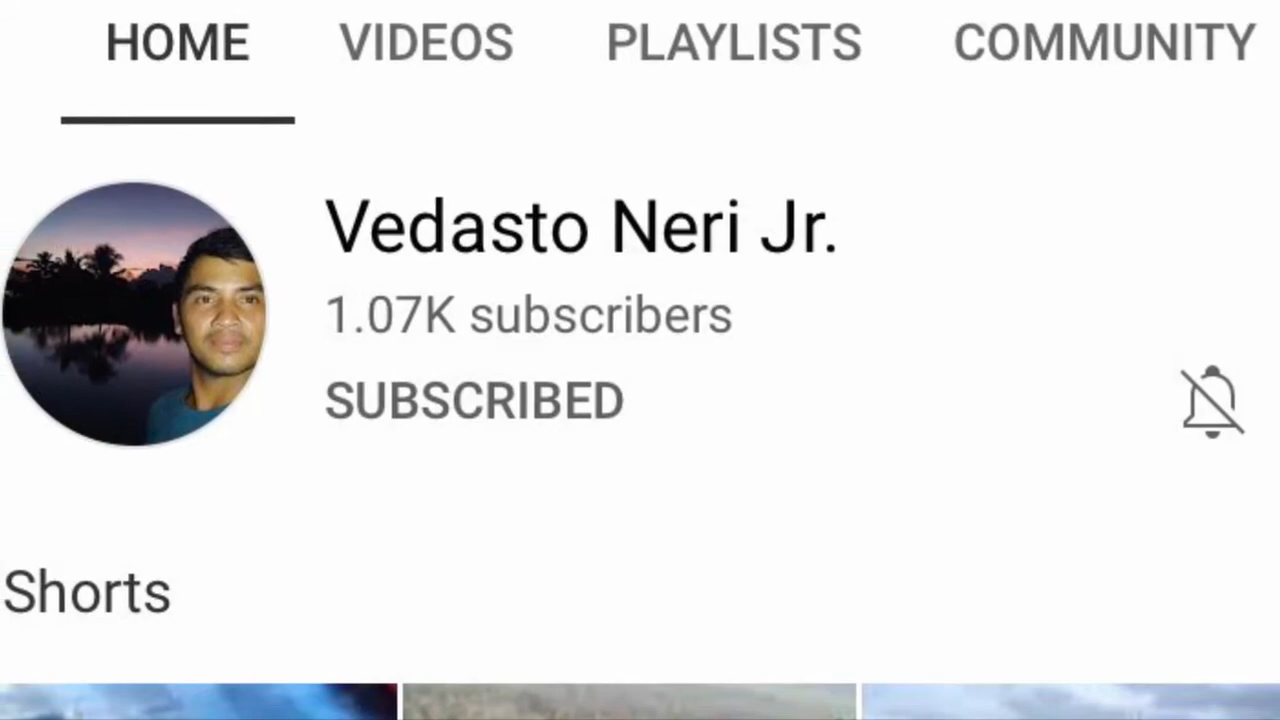 HOME VIDEOS PLAYLISTS COMMUNITY
Vedasto Neri Jr.
1.07K subscribers
SUBSCRIBED
Shorts